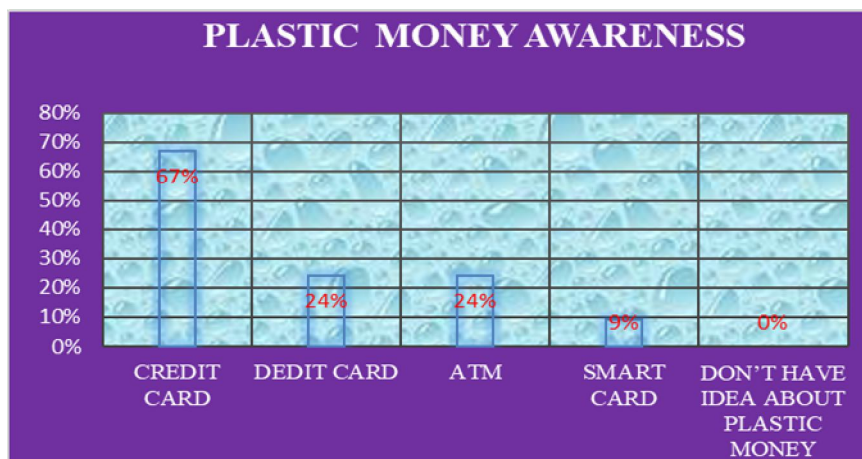 PLASTIC MONEY AWARENESS
80%
70%
60%
50%
40%
30%
20%
10%
0%
67%
24%
24%
9%
0%
CREDIT
CARD
DEDIT CARD
ATM
SMART
CARD
DON’T HAVE
IDEA ABOUT
PLASTIC
MONEY